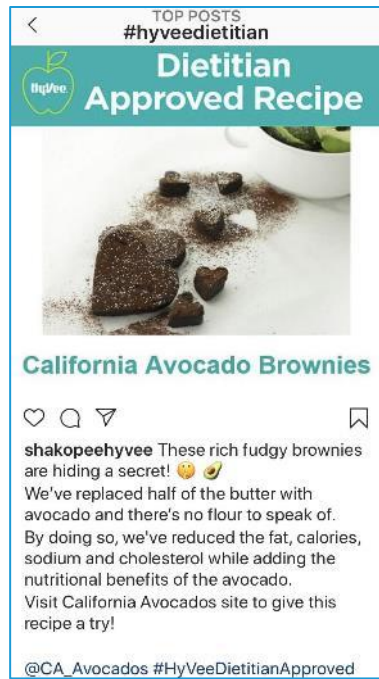 TOP POSTS
#hyveedietitian
HyVee
Dietitian
Approved Recipe
California Avocado Brownies
shakopeehyvee These rich fudgy brownies
are hiding a secret! 🤫 🥑
We've replaced half of the butter with
avocado and there's no flour to speak of.
By doing so, we've reduced the fat, calories,
sodium and cholesterol while adding the
nutritional benefits of the avocado.
Visit California Avocados site to give this
recipe a try!
@CA_Avocados #HyVeeDietitianApproved